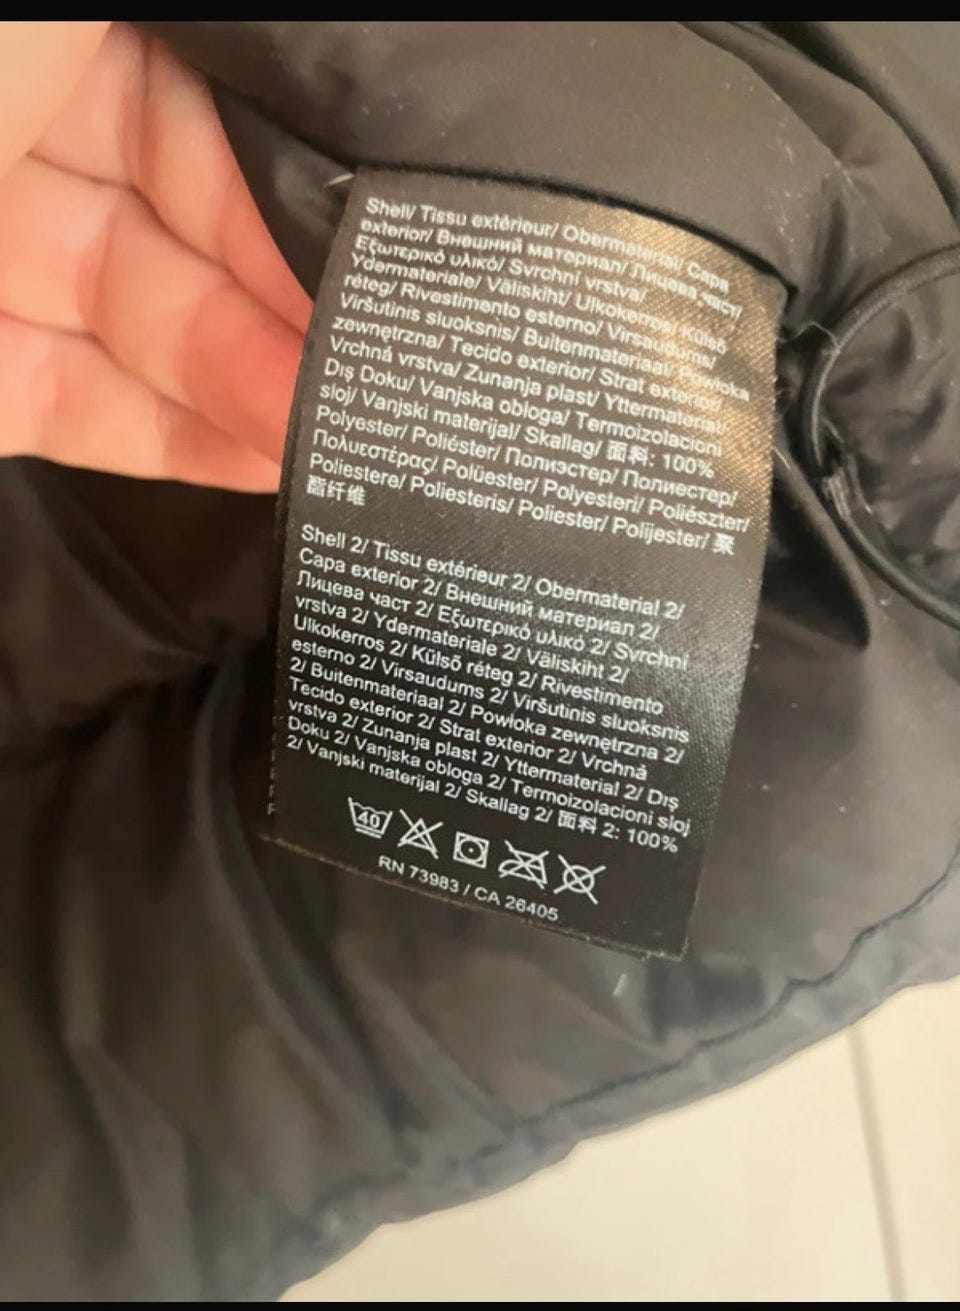 Shell/ Tissu extérieur/ Obermaterial/ Capa
exterior/ Внешний материал/ Лицева част/
Εξωτερικό υλικό/ Svrchní vrstva/
Ydermateriale/ Väliskiht/ Ulkokerros/ Külső
réteg/ Rivestimento esterno/ Virsaudums/
Viršutinis sluoksnis/ Buitenmateriaal/ Powłoka
zewnętrzna/ Tecido exterior/ Strat exterior/
Vrchná vrstva/ Zunanja plast/ Yttermaterial/
Dış Doku/ Vanjska obloga/ Termoizolacioni
sloj/ Vanjski materijal/ Skallag/ 面料: 100%
Polyester/ Poliéster/ Полиэстер/ Полиестер/
Πολυεστέρας/ Polüester/ Polyesteri/ Poliészter/
Poliestere/ Poliesteris/ Poliester/ Polijester/ 聚
酯纤维
Shell 2/ Tissu extérieur 2/ Obermaterial 2/
Capa exterior 2/ Внешний материал 2/
Лицева част 2/ Εξωτερικό υλικό 2/ Svrchní
vrstva 2/ Ydermateriale 2/ Väliskiht 2/
Ulkokerros 2/ Külső réteg 2/ Rivestimento
esterno 2/ Virsaudums 2/ Viršutinis sluoksnis
2/ Buitenmateriaal 2/ Powłoka zewnętrzna 2/
Tecido exterior 2/ Strat exterior 2/ Vrchná
vrstva 2/ Zunanja plast 2/ Yttermaterial 2/ Dış
Doku 2/ Vanjska obloga 2/ Termoizolacioni sloj
2/ Vanjski materijal 2/ Skallag 2/ 面料 2: 100%
40
RN 73983 / CA 26405